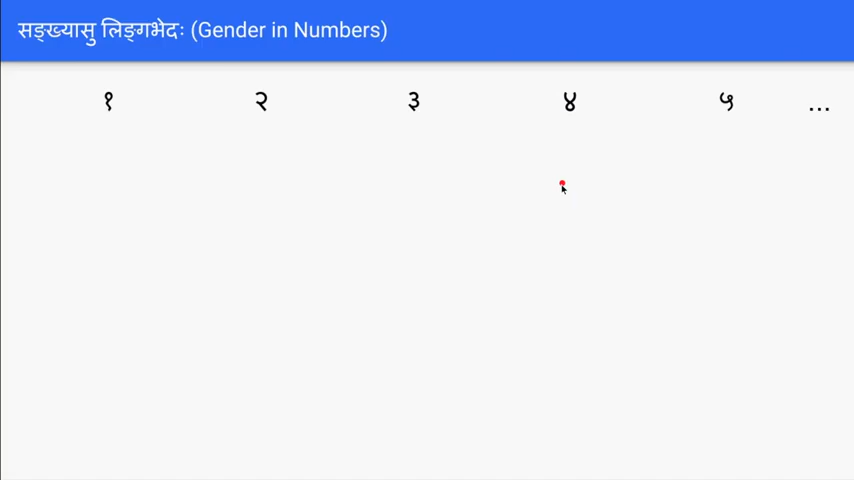 सङ्ख्यासु लिङ्गभेदः (Gender in Numbers)
१ २ ३ ४ ५ ...